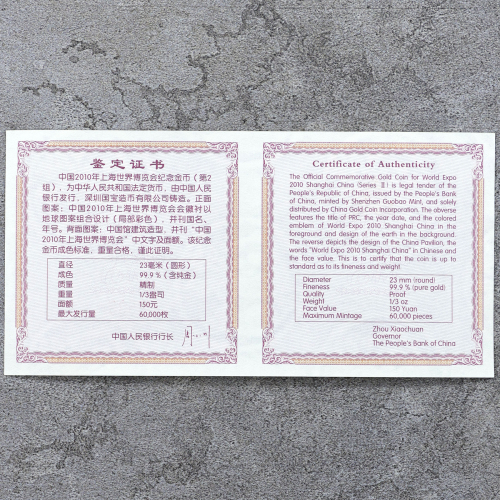 鉴定证书
中国2010年上海世界博览会纪念金币（第2
组），为中华人民共和国法定货币，由中国人民
银行发行，深圳国宝造币有限公司铸造。正面
图案：中国2010年上海世界博览会会徽衬以
地球图案组合设计（局部彩色），并刊国名、
年号。背面图案：中国馆建筑造型，并刊“中国
2010年上海世界博览会”中文字及面额。该纪念
金币成色标准，重量合格，谨此证明。
直径 23毫米（圆形）
成色 99.9%（含纯金）
质量 精制
重量 1/3盎司
面额 150元
最大发行量 60,000枚
中国人民银行行长
Certificate of Authenticity
The Official Commemorative Gold Coin for World Expo
2010 Shanghai China (Series Ⅱ) is legal tender of the
People's Republic of China, issued by the People's Bank
of China, minted by Shenzhen Guobao Mint, and solely
distributed by China Gold Coin Incorporation. The adverse
features the title of PRC, the year date, and the colored
emblem of World Expo 2010 Shanghai China in the
foreground and design of the earth in the background.
The reverse depicts the design of the China Pavilion, the
words "World Expo 2010 Shanghai China" in Chinese and
the face value. This is to certify that the coin is up to
standard as to its fineness and weight.
Diameter 23 mm (round)
Fineness 99.9 % (pure gold)
Quality Proof
Weight 1/3 oz
Face Value 150 Yuan
Maximum Mintage 60,000 pieces
Zhou Xiaochuan
Governor
The People's Bank of China